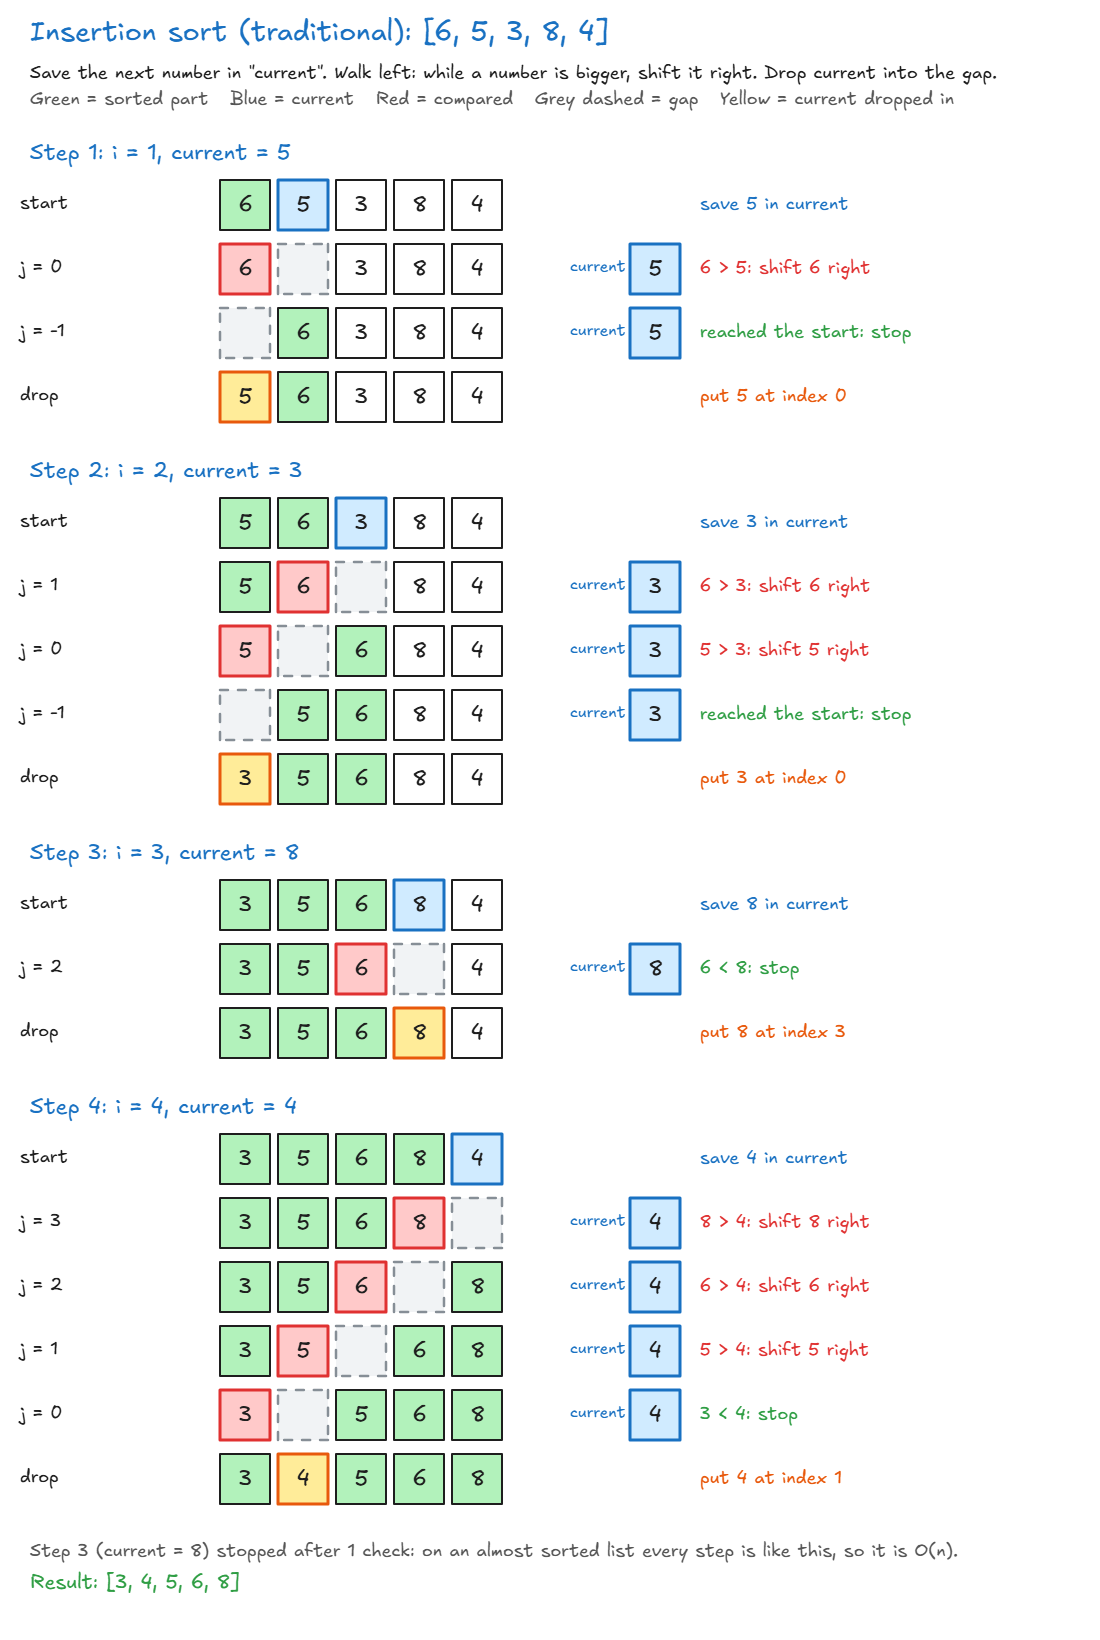 Insertion sort (traditional): [6, 5, 3, 8, 4]
Save the next number in "current". Walk left: while a number is bigger, shift it right. Drop current into the gap.
Green = sorted part Blue = current Red = compared Grey dashed = gap Yellow = current dropped in
Step 1: i = 1, current = 5
start 6 5 3 8 4 save 5 in current
j = 0 6 3 8 4 current 5 6 > 5: shift 6 right
j = -1 6 3 8 4 current 5 reached the start: stop
drop 5 6 3 8 4 put 5 at index 0
Step 2: i = 2, current = 3
start 5 6 3 8 4 save 3 in current
j = 1 5 6 8 4 current 3 6 > 3: shift 6 right
j = 0 5 6 8 4 current 3 5 > 3: shift 5 right
j = -1 5 6 8 4 current 3 reached the start: stop
drop 3 5 6 8 4 put 3 at index 0
Step 3: i = 3, current = 8
start 3 5 6 8 4 save 8 in current
j = 2 3 5 6 4 current 8 6 < 8: stop
drop 3 5 6 8 4 put 8 at index 3
Step 4: i = 4, current = 4
start 3 5 6 8 4 save 4 in current
j = 3 3 5 6 8 current 4 8 > 4: shift 8 right
j = 2 3 5 6 8 current 4 6 > 4: shift 6 right
j = 1 3 5 6 8 current 4 5 > 4: shift 5 right
j = 0 3 5 6 8 current 4 3 < 4: stop
drop 3 4 5 6 8 put 4 at index 1
Step 3 (current = 8) stopped after 1 check: on an almost sorted list every step is like this, so it is O(n).
Result: [3, 4, 5, 6, 8]